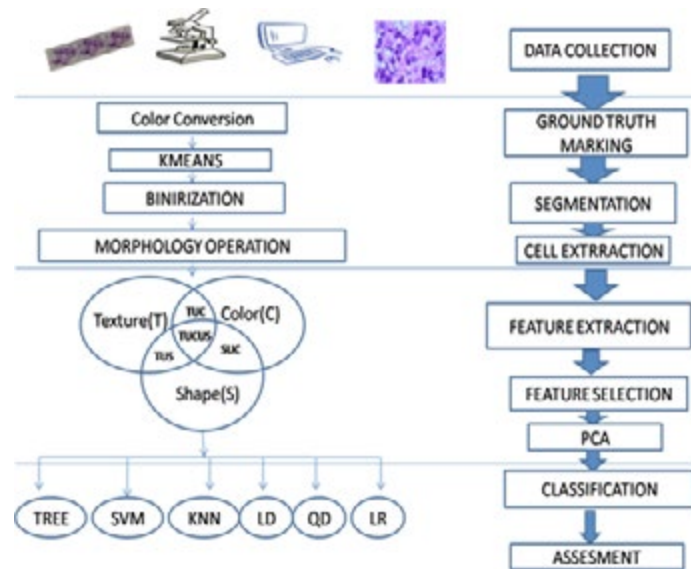 DATA COLLECTION
Color Conversion
GROUND TRUTH
MARKING
KMEANS
BINIRIZATION
SEGMENTATION
MORPHOLOGY OPERATION
CELL EXTRRACTION
Texture(T)
TUC
Color(C)
TUCUS
TUS
SUC
Shape(S)
FEATURE EXTRACTION
FEATURE SELECTION
PCA
CLASSIFICATION
TREE
SVM
KNN
LD
QD
LR
ASSESMENT